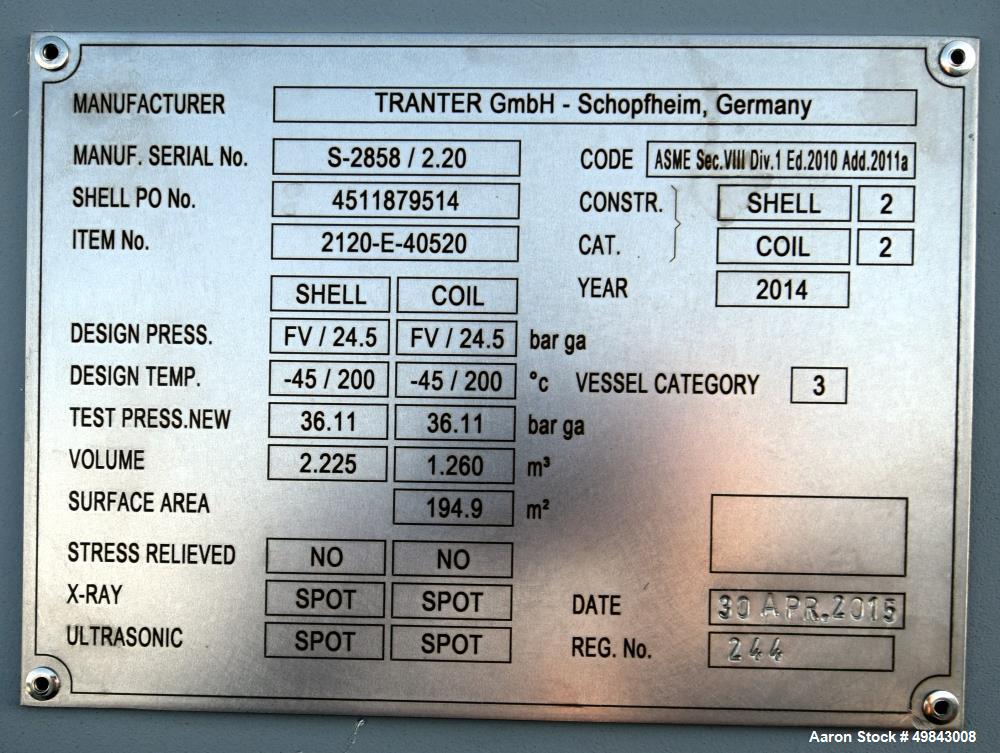 MANUFACTURER TRANTER GmbH - Schopfheim, Germany
MANUF. SERIAL No. S-2858 / 2.20 CODE ASME Sec.VIII Div.1 Ed.2010 Add.2011a
SHELL PO No. 4511879514 CONSTR. SHELL 2
ITEM No. 2120-E-40520 CAT. COIL 2
SHELL COIL YEAR 2014
DESIGN PRESS. FV / 24.5 FV / 24.5 bar ga
DESIGN TEMP. -45 / 200 -45 / 200 °c VESSEL CATEGORY 3
TEST PRESS.NEW 36.11 36.11 bar ga
VOLUME 2.225 1.260 m³
SURFACE AREA 194.9 m²
STRESS RELIEVED NO NO
X-RAY SPOT SPOT DATE 30 APR.2015
ULTRASONIC SPOT SPOT REG. No. 244
Aaron Stock # 49843008